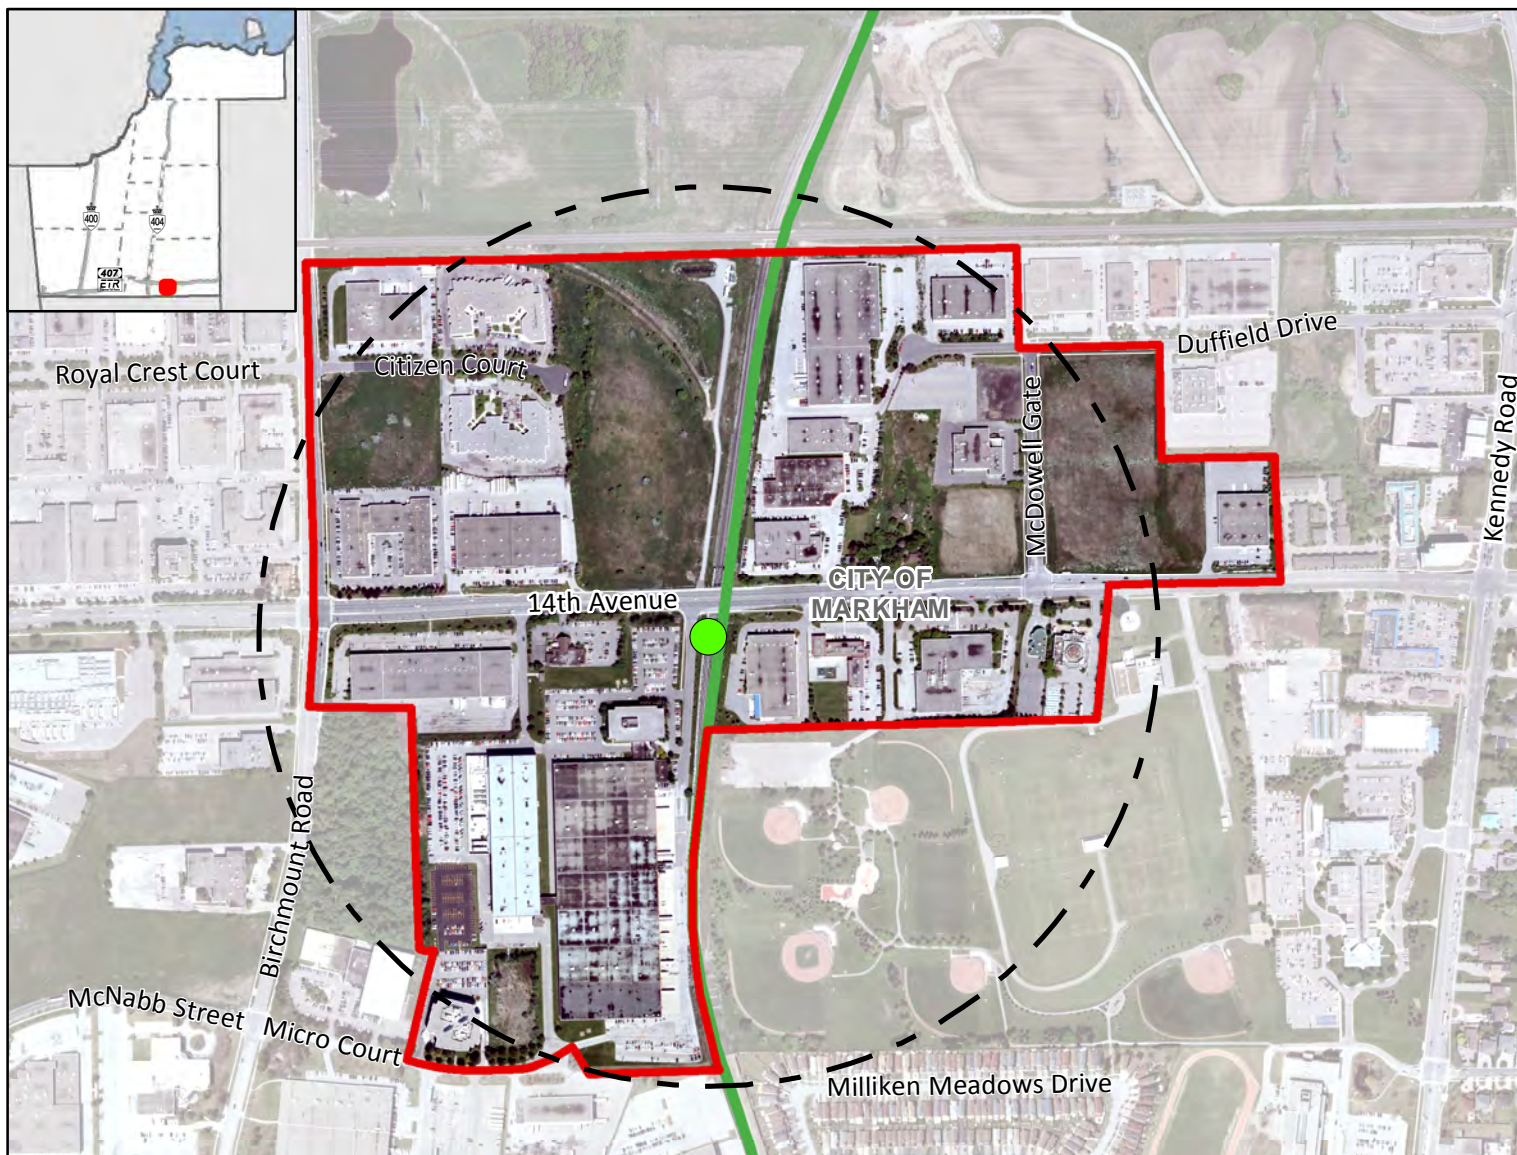 400
404
407
ETR
Royal Crest Court
Citizen Court
Duffield Drive
McDowell Gate
Kennedy Road
14th Avenue
CITY OF
MARKHAM
Birchmount Road
McNabb Street
Micro Court
Milliken Meadows Drive